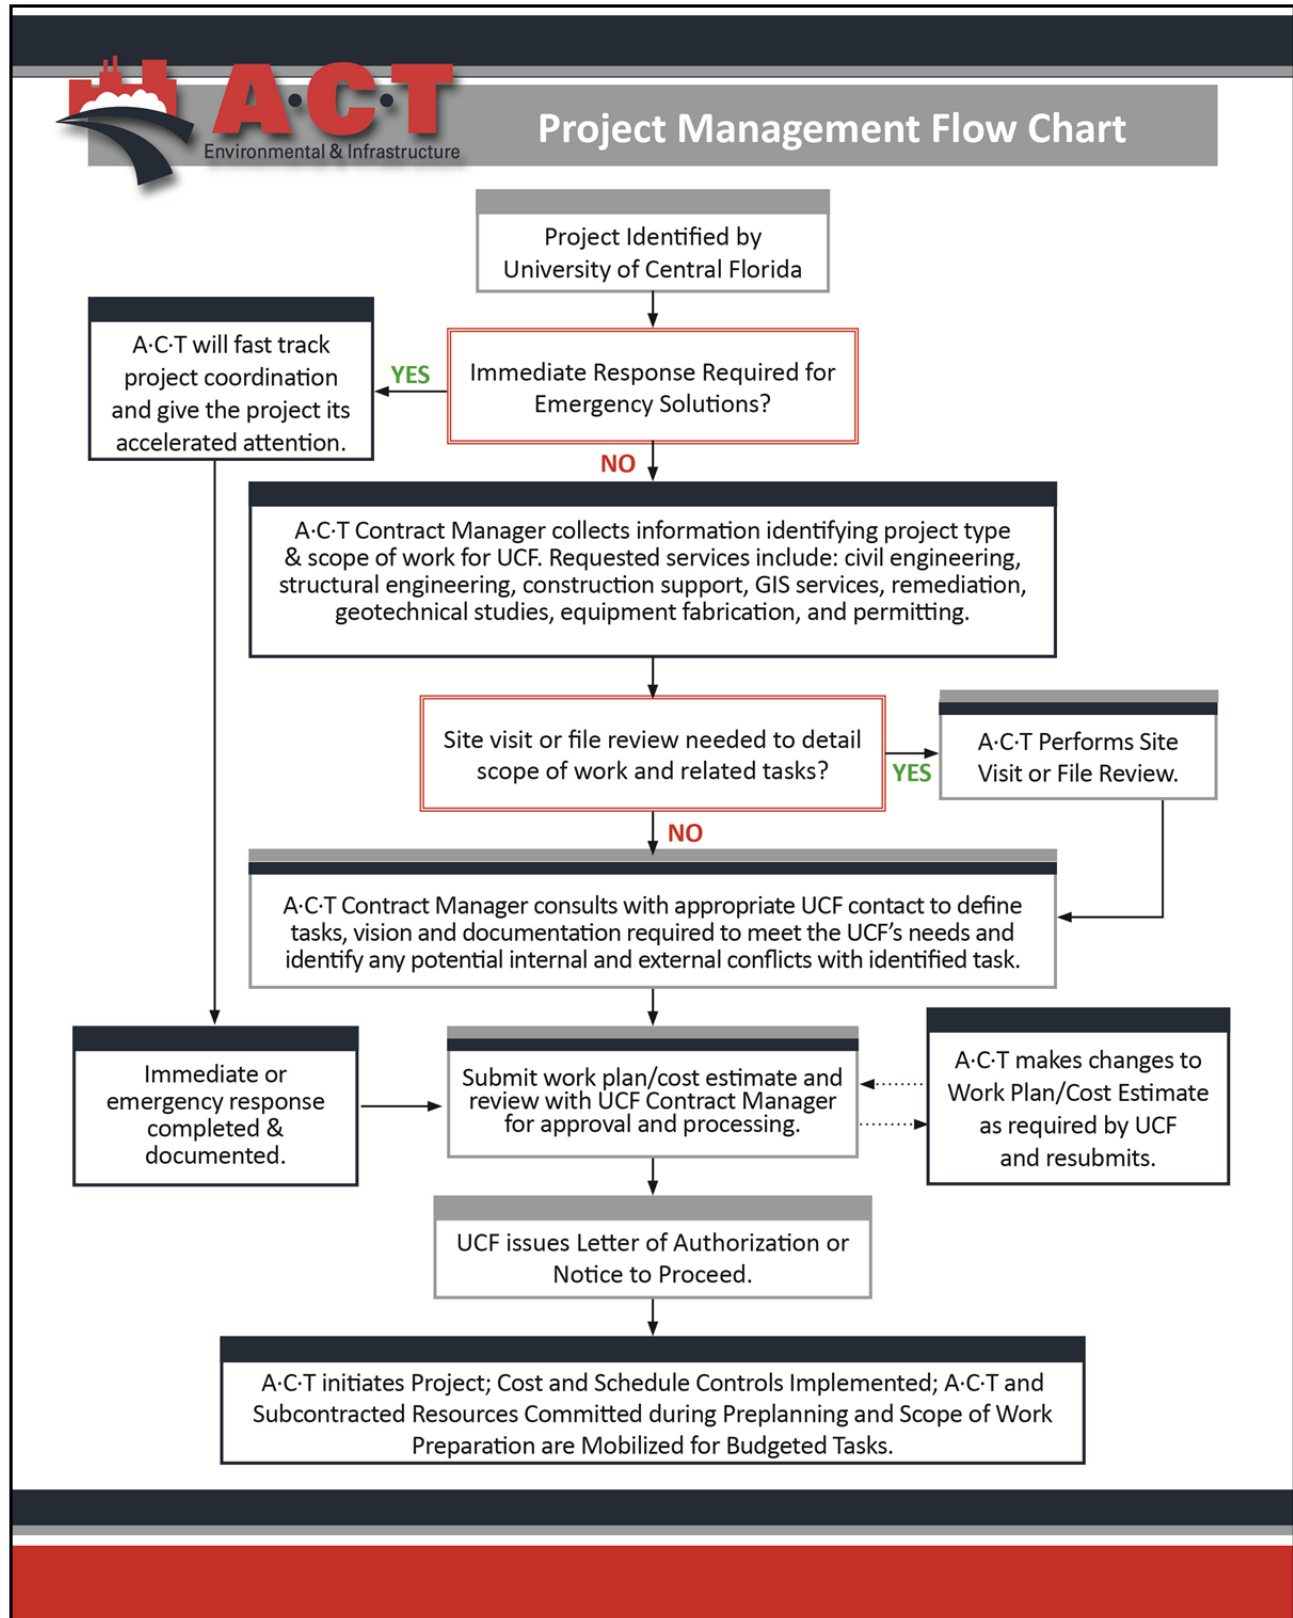 A·C·T
Environmental & Infrastructure
Project Management Flow Chart
Project Identified by
University of Central Florida
A·C·T will fast track
project coordination
and give the project its
accelerated attention.
YES
Immediate Response Required for
Emergency Solutions?
NO
A·C·T Contract Manager collects information identifying project type
& scope of work for UCF. Requested services include: civil engineering,
structural engineering, construction support, GIS services, remediation,
geotechnical studies, equipment fabrication, and permitting.
Site visit or file review needed to detail
scope of work and related tasks?
YES
A·C·T Performs Site
Visit or File Review.
NO
A·C·T Contract Manager consults with appropriate UCF contact to define
tasks, vision and documentation required to meet the UCF’s needs and
identify any potential internal and external conflicts with identified task.
Immediate or
emergency response
completed &
documented.
Submit work plan/cost estimate and
review with UCF Contract Manager
for approval and processing.
A·C·T makes changes to
Work Plan/Cost Estimate
as required by UCF
and resubmits.
UCF issues Letter of Authorization or
Notice to Proceed.
A·C·T initiates Project; Cost and Schedule Controls Implemented; A·C·T and
Subcontracted Resources Committed during Preplanning and Scope of Work
Preparation are Mobilized for Budgeted Tasks.